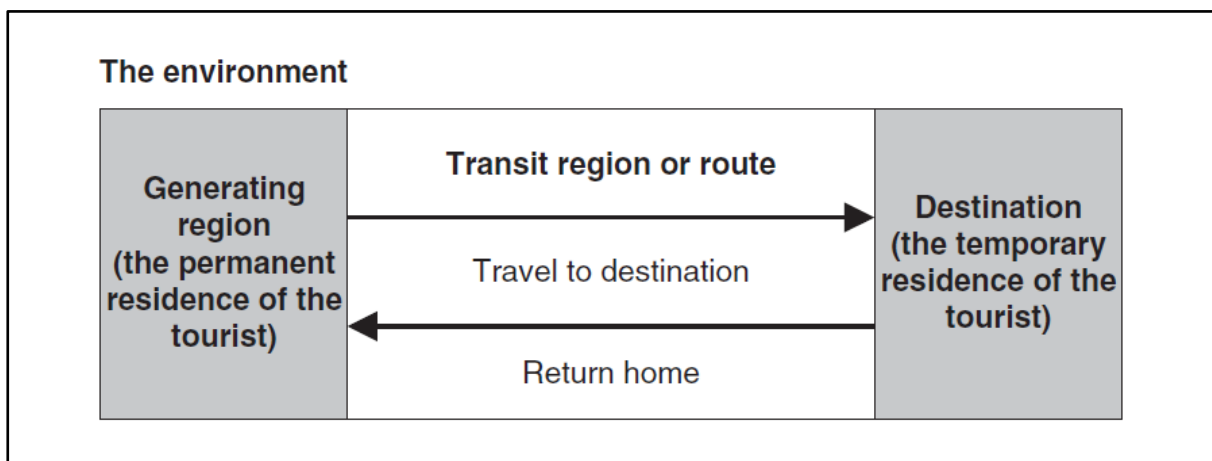 The environment
Generating
region
(the permanent
residence of the
tourist)
Transit region or route
Travel to destination
Return home
Destination
(the temporary
residence of the
tourist)